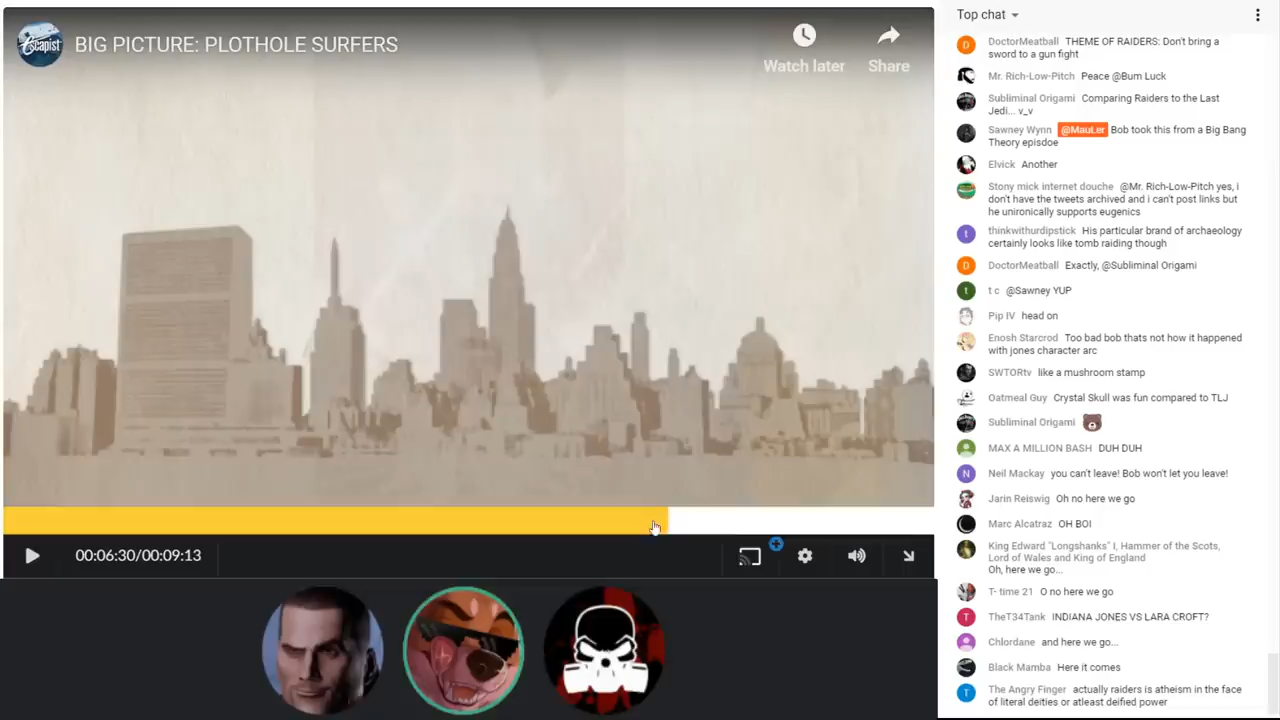 Escapist
BIG PICTURE: PLOTHOLE SURFERS
Watch later
Share
00:06:30/00:09:13
Top chat
D
DoctorMeatball THEME OF RAIDERS: Don't bring a
sword to a gun fight
Mr. Rich-Low-Pitch Peace @Bum Luck
Subliminal Origami Comparing Raiders to the Last
Jedi... v_v
Sawney Wynn @MauLer Bob took this from a Big Bang
Theory episdoe
Elvick Another
Stony mick internet douche @Mr. Rich-Low-Pitch yes, i
don't have the tweets archived and i can't post links but
he unironically supports eugenics
t
thinkwithurdipstick His particular brand of archaeology
certainly looks like tomb raiding though
D
DoctorMeatball Exactly, @Subliminal Origami
t
t c @Sawney YUP
Pip IV head on
Enosh Starcrod Too bad bob thats not how it happened
with jones character arc
SWTORtv like a mushroom stamp
Oatmeal Guy Crystal Skull was fun compared to TLJ
Subliminal Origami
MAX A MILLION BASH DUH DUH
N
Neil Mackay you can't leave! Bob won't let you leave!
Jarin Reiswig Oh no here we go
Marc Alcatraz OH BOI
King Edward "Longshanks" I, Hammer of the Scots,
Lord of Wales and King of England
Oh, here we go...
T- time 21 O no here we go
T
TheT34Tank INDIANA JONES VS LARA CROFT?
Chlordane and here we go...
Black Mamba Here it comes
T
The Angry Finger actually raiders is atheism in the face
of literal deities or atleast deified power